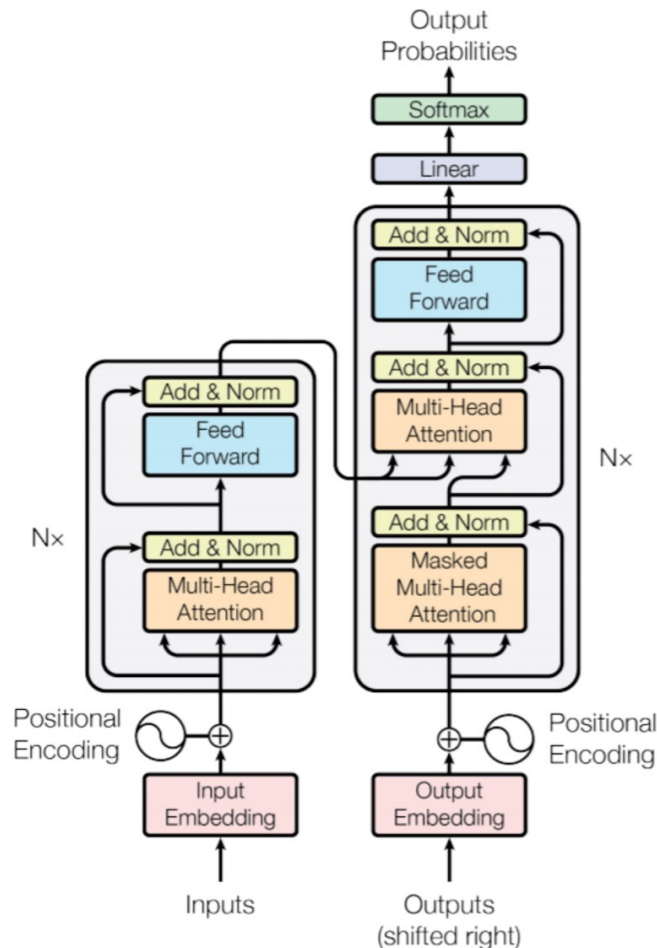 Output
Probabilities
Softmax
Linear
Add & Norm
Feed
Forward
Add & Norm
Multi-Head
Attention
Add & Norm
Masked
Multi-Head
Attention
N×
Add & Norm
Feed
Forward
Add & Norm
Multi-Head
Attention
N×
Positional
Encoding
Input
Embedding
Inputs
Positional
Encoding
Output
Embedding
Outputs
(shifted right)